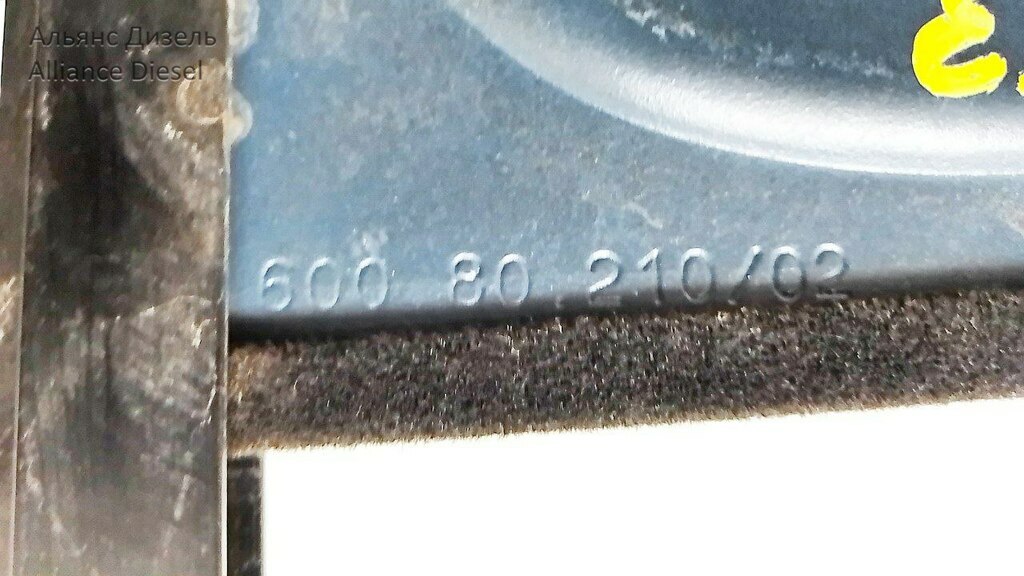 Альянс Дизель
Alliance Diesel
600 80 210/02